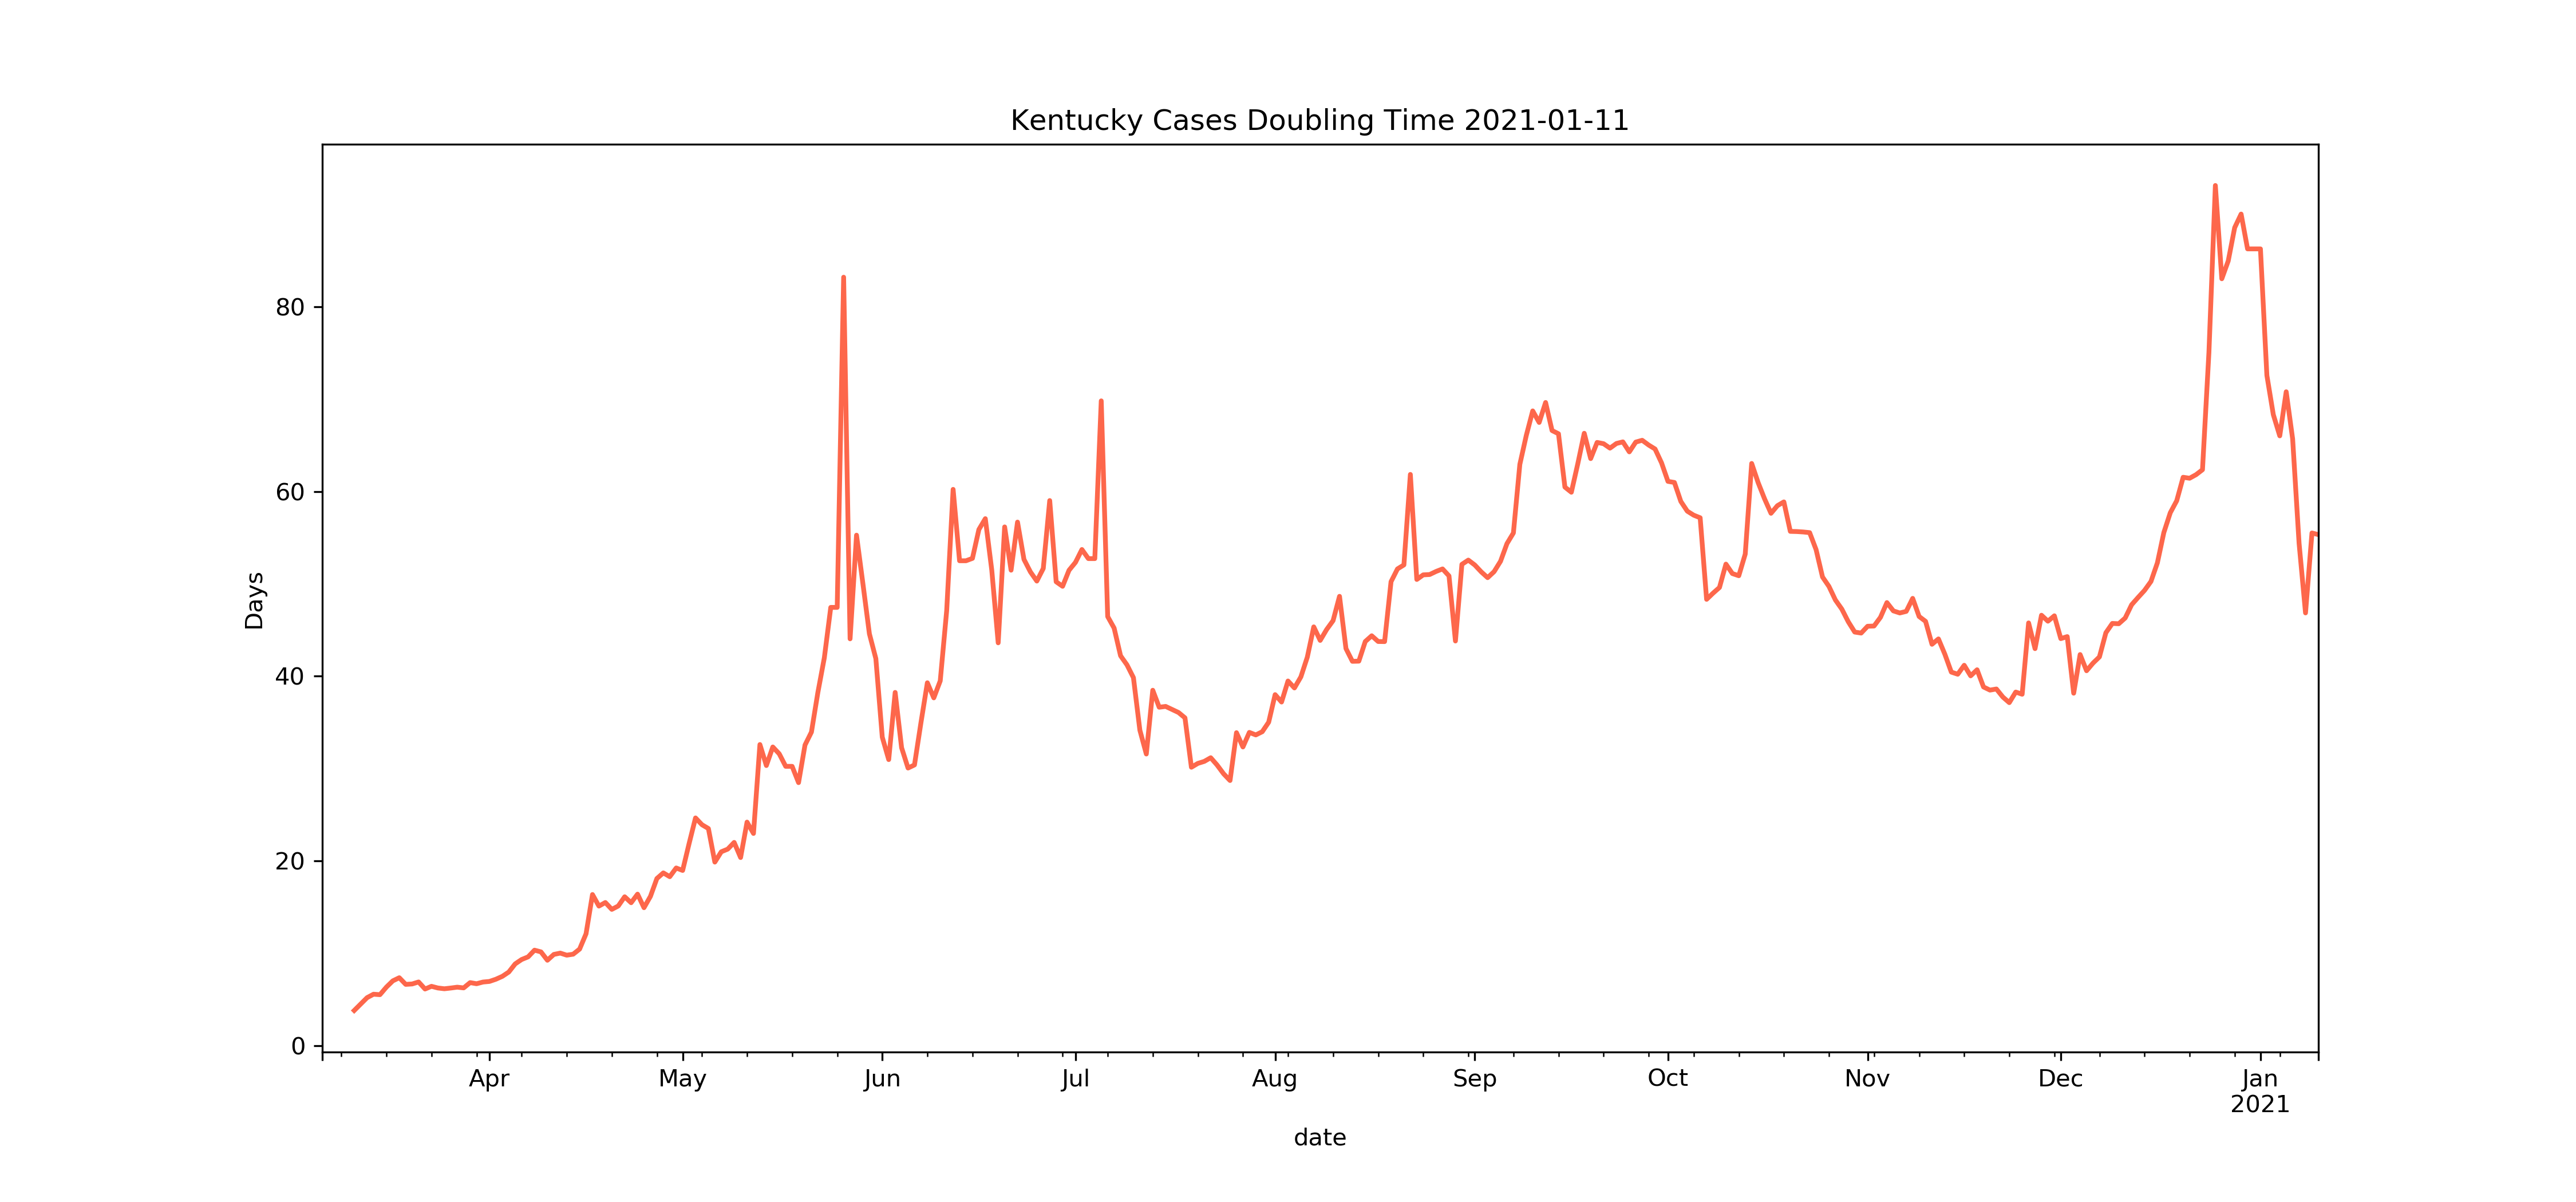 Kentucky Cases Doubling Time 2021-01-11
80
60
40
20
0
Days
Apr May Jun Jul Aug Sep Oct Nov Dec Jan
2021
date